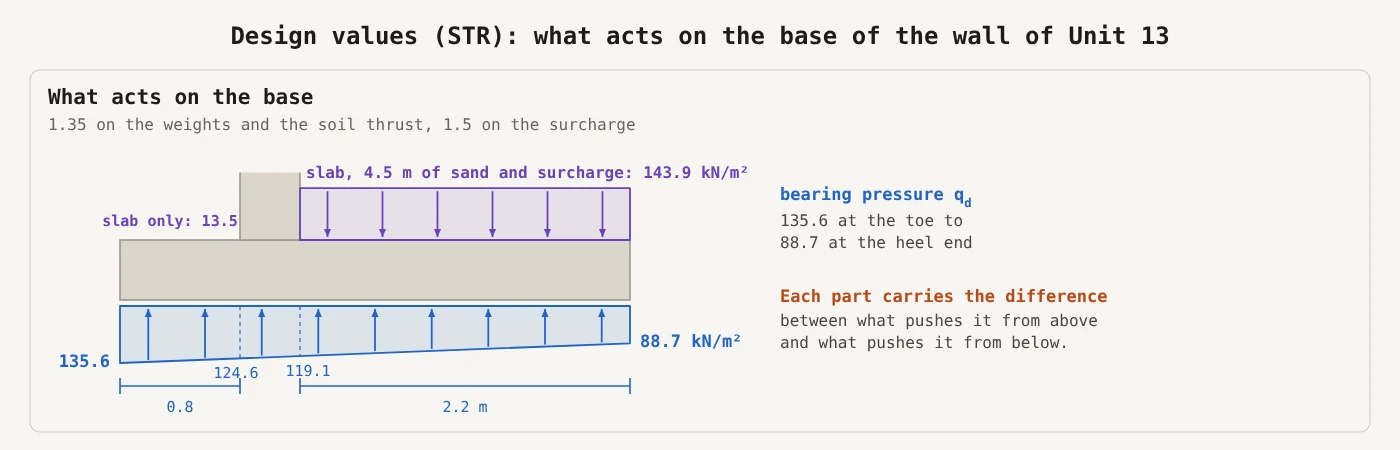 Design values (STR): what acts on the base of the wall of Unit 13
What acts on the base
1.35 on the weights and the soil thrust, 1.5 on the surcharge
slab, 4.5 m of sand and surcharge: 143.9 kN/m²
slab only: 13.5
135.6
88.7 kN/m²
124.6
119.1
0.8
2.2 m
bearing pressure qd
135.6 at the toe to
88.7 at the heel end
Each part carries the difference
between what pushes it from above
and what pushes it from below.